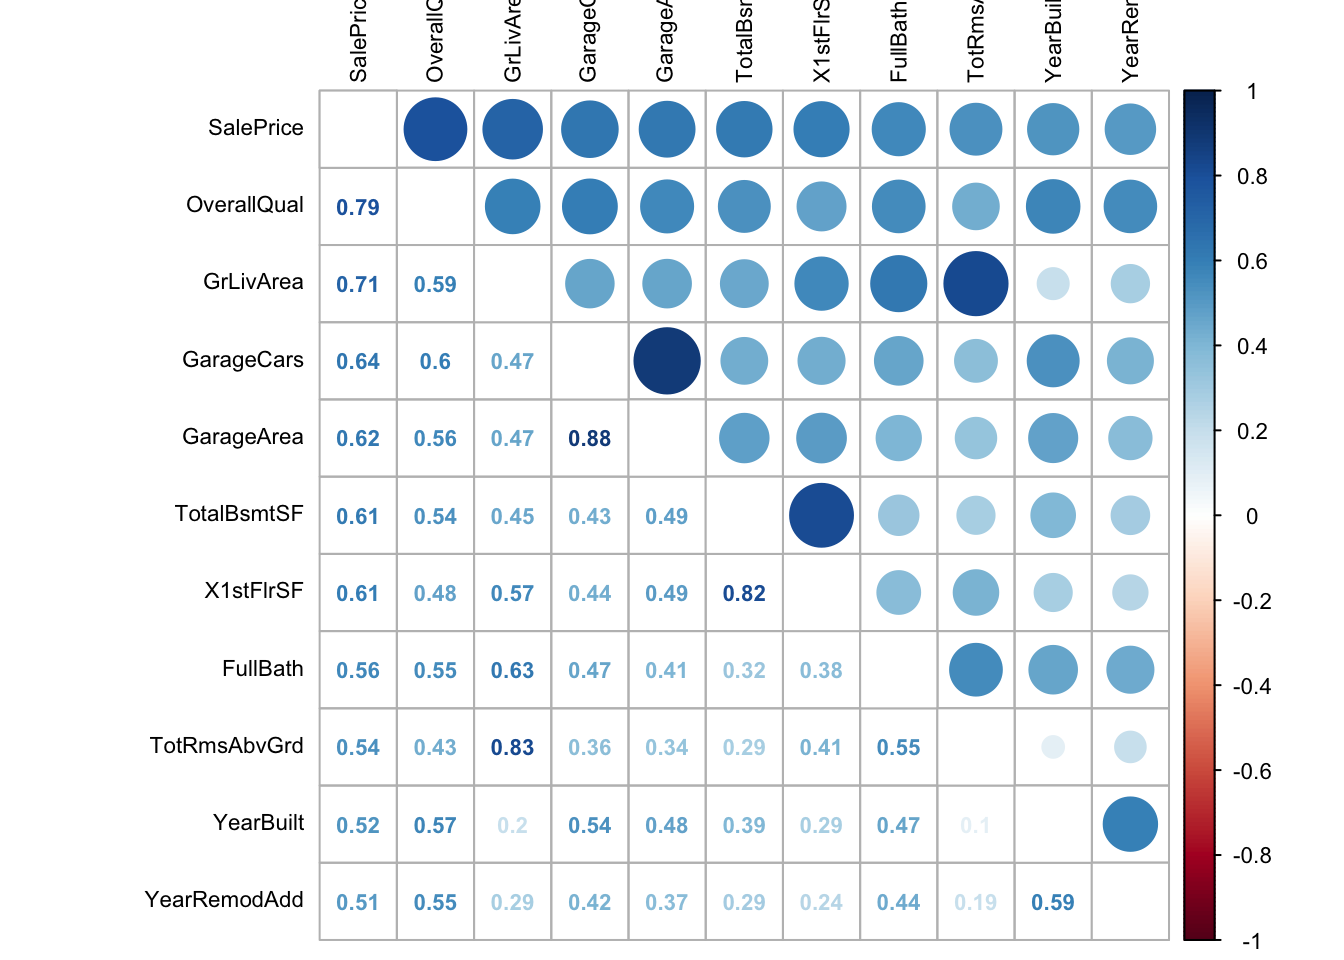 SalePric OverallQ GrLivAre GarageC GarageA TotalBsr X1stFlrS FullBath TotRmsA YearBuil YearRer
SalePrice 1
OverallQual 0.79 0.8
GrLivArea 0.71 0.59 0.6
GarageCars 0.64 0.6 0.47 0.4
GarageArea 0.62 0.56 0.47 0.88 0.2
TotalBsmtSF 0.61 0.54 0.45 0.43 0.49 0
X1stFlrSF 0.61 0.48 0.57 0.44 0.49 0.82 -0.2
FullBath 0.56 0.55 0.63 0.47 0.41 0.32 0.38 -0.4
TotRmsAbvGrd 0.54 0.43 0.83 0.36 0.34 0.29 0.41 0.55 -0.6
YearBuilt 0.52 0.57 0.2 0.54 0.48 0.39 0.29 0.47 0.1 -0.8
YearRemodAdd 0.51 0.55 0.29 0.42 0.37 0.29 0.24 0.44 0.19 0.59 -1